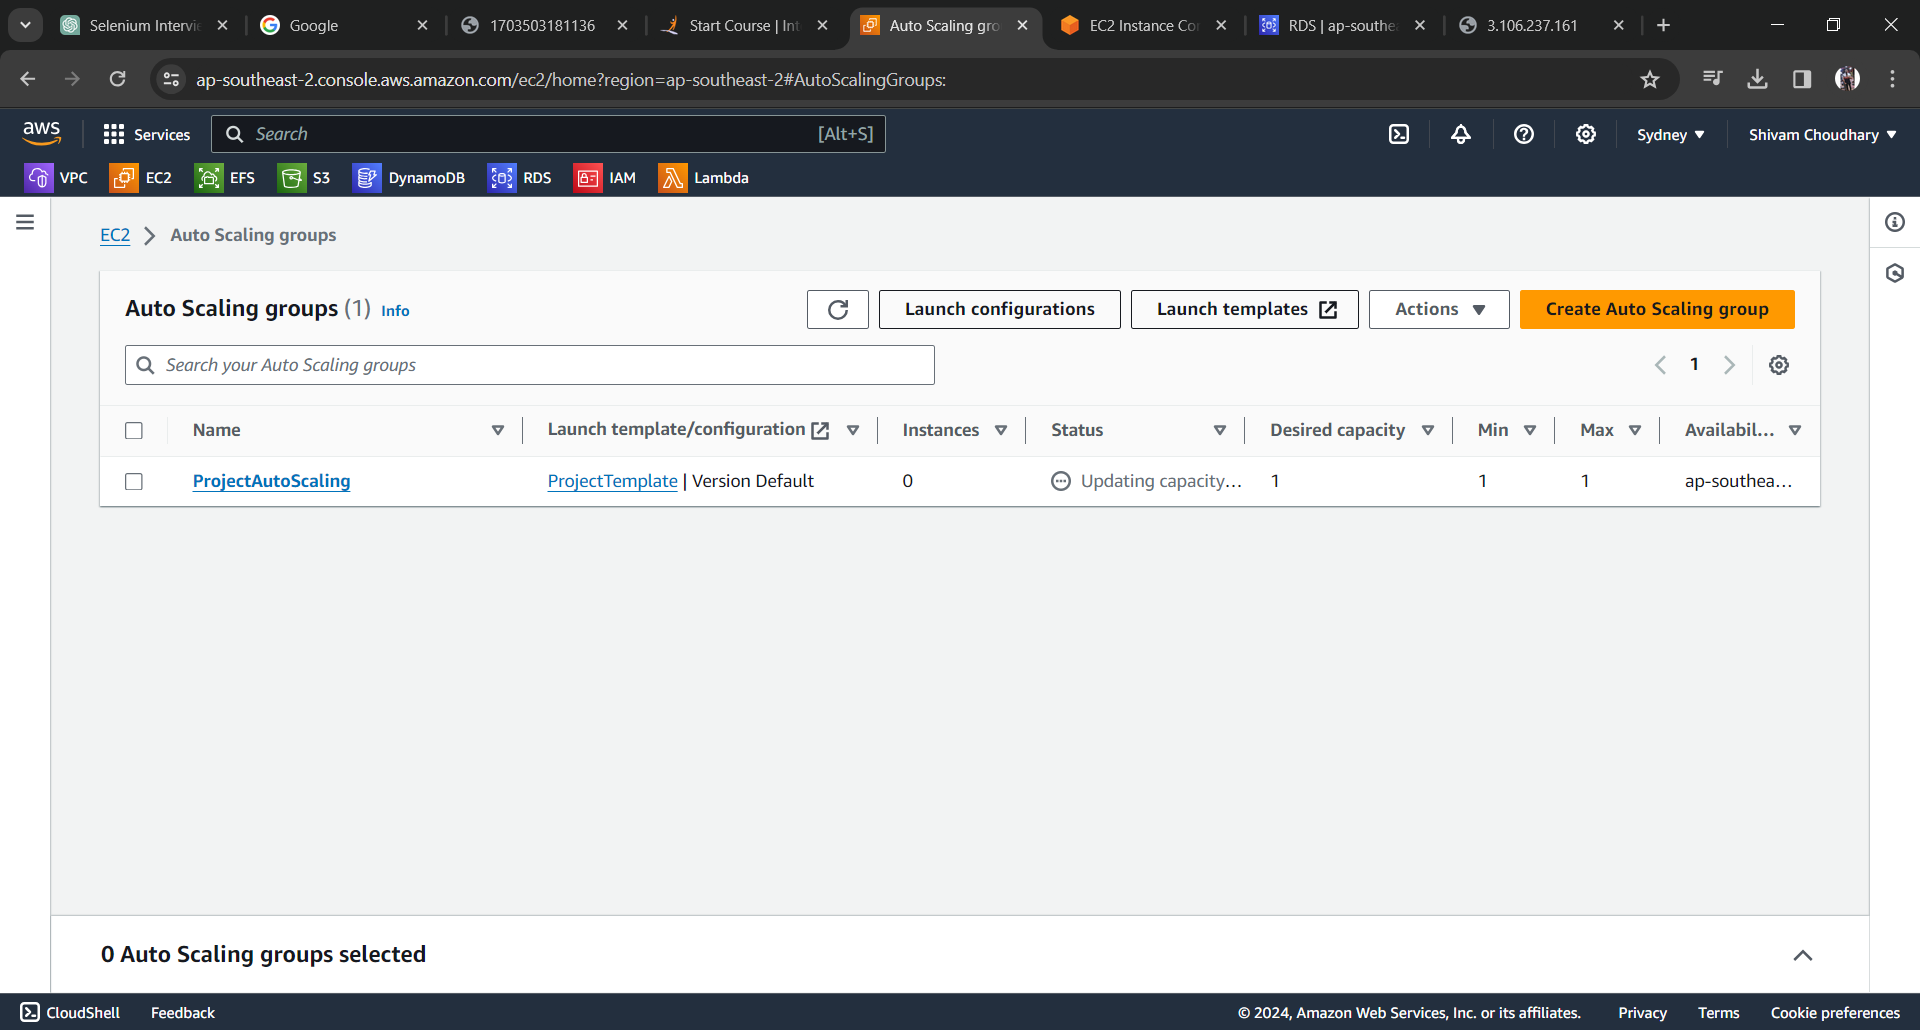 Selenium Intervie
Google
1703503181136
Start Course | Int
Auto Scaling gro
EC2 Instance Co
RDS | ap-southea
3.106.237.161
ap-southeast-2.console.aws.amazon.com/ec2/home?region=ap-southeast-2#AutoScalingGroups:
aws
Services
Search
[Alt+S]
Sydney
Shivam Choudhary
VPC
EC2
EFS
S3
DynamoDB
RDS
IAM
Lambda
EC2
Auto Scaling groups
Auto Scaling groups (1) Info
Launch configurations
Launch templates
Actions
Create Auto Scaling group
Search your Auto Scaling groups
1
Name
Launch template/configuration
Instances
Status
Desired capacity
Min
Max
Availabil...
ProjectAutoScaling
ProjectTemplate | Version Default
0
Updating capacity...
1
1
1
ap-southea...
0 Auto Scaling groups selected
CloudShell
Feedback
© 2024, Amazon Web Services, Inc. or its affiliates.
Privacy
Terms
Cookie preferences